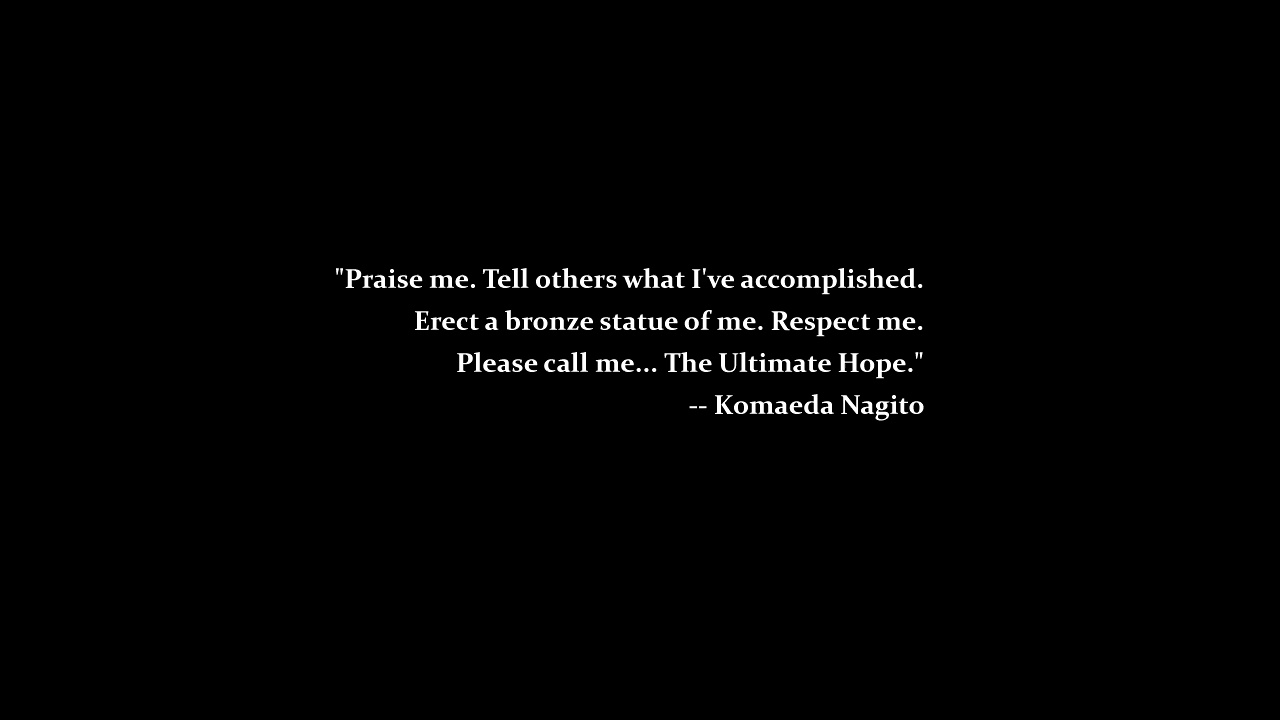 "Praise me. Tell others what I've accomplished.
Erect a bronze statue of me. Respect me.
Please call me... The Ultimate Hope."
-- Komaeda Nagito